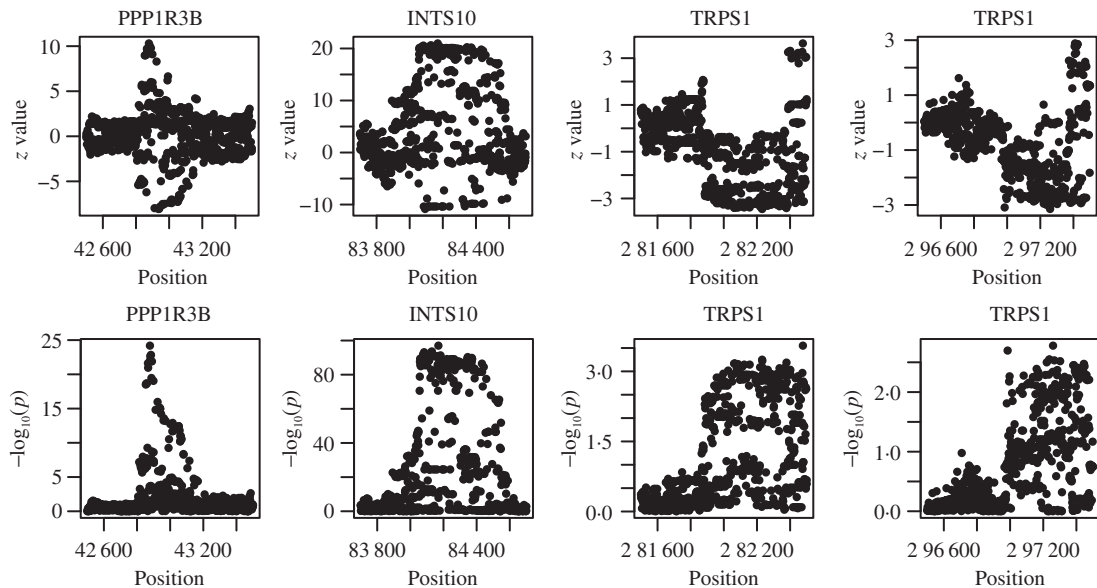 PPP1R3B INTS10 TRPS1 TRPS1
z value z value z value z value
10 5 0 −5
20 10 0 −10
3 1 −1 −3
3 1 −1 −3
42 600 43 200 83 800 84 400 2 81 600 2 82 200 2 96 600 2 97 200
Position Position Position Position
PPP1R3B INTS10 TRPS1 TRPS1
−log₁₀(p) −log₁₀(p) −log₁₀(p) −log₁₀(p)
25 15 5 0
80 40 0
3·0 1·5 0·0
2·0 1·0 0·0
42 600 43 200 83 800 84 400 2 81 600 2 82 200 2 96 600 2 97 200
Position Position Position Position